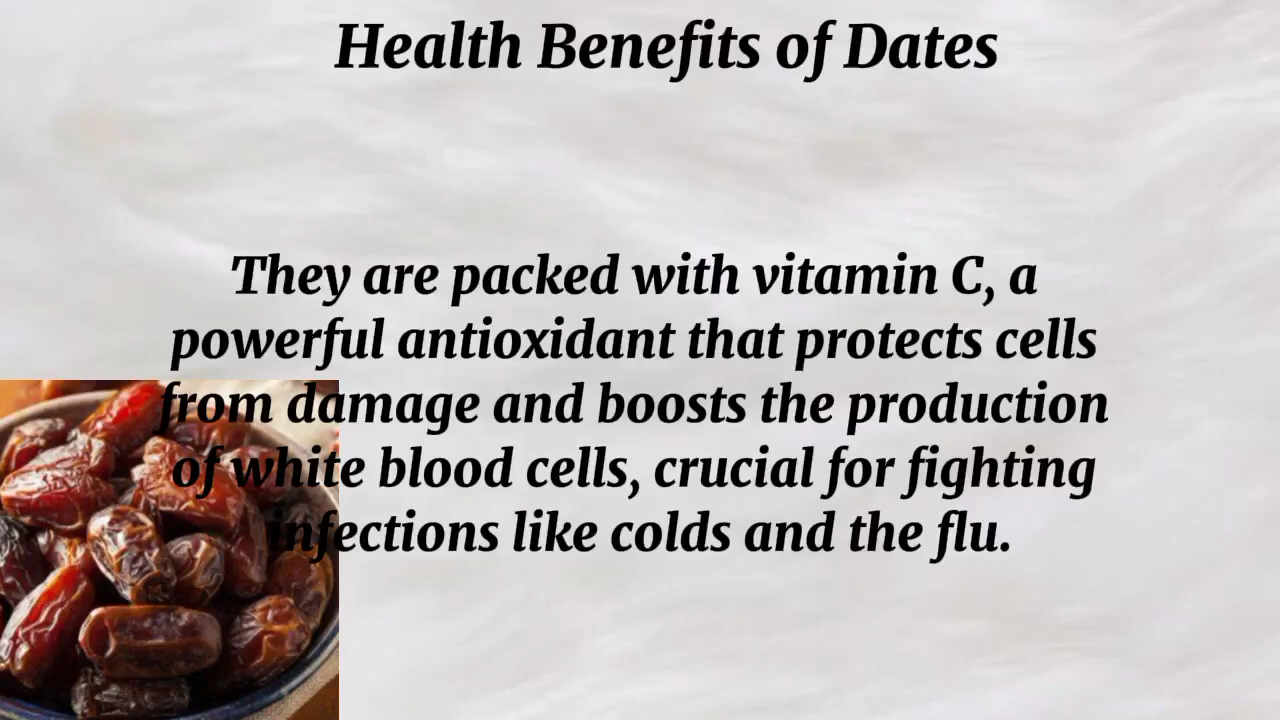 Health Benefits of Dates
They are packed with vitamin C, a
powerful antioxidant that protects cells
from damage and boosts the production
of white blood cells, crucial for fighting
infections like colds and the flu.